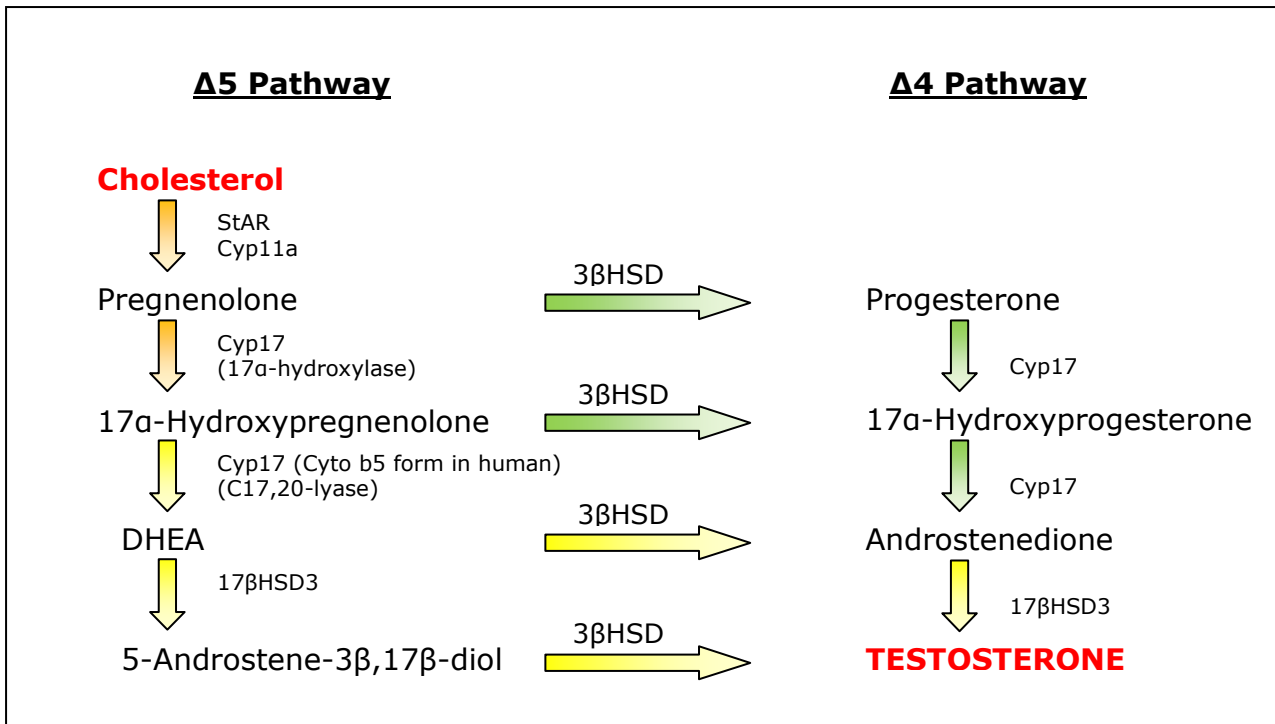 Δ5 Pathway
Δ4 Pathway
Cholesterol
StAR
Cyp11a
3βHSD
Pregnenolone
Progesterone
Cyp17
(17α-hydroxylase)
Cyp17
3βHSD
17α-Hydroxypregnenolone
17α-Hydroxyprogesterone
Cyp17 (Cyto b5 form in human)
(C17,20-lyase)
Cyp17
3βHSD
DHEA
Androstenedione
17βHSD3
17βHSD3
3βHSD
5-Androstene-3β,17β-diol
TESTOSTERONE